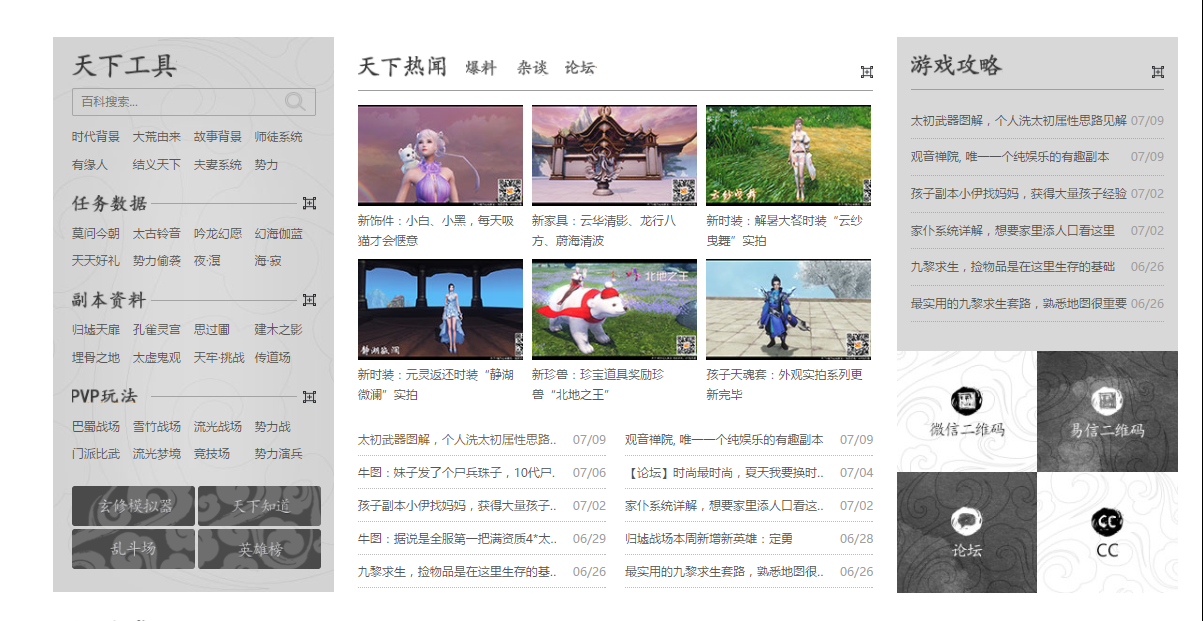 天下工具
百科搜索...
时代背景 大荒由来 故事背景 师徒系统
有缘人 结义天下 夫妻系统 势力
任务数据
莫问今朝 太古铃音 吟龙幻愿 幻海伽蓝
天天好礼 势力偷袭 夜·溟 海·寂
副本资料
归墟天扉 孔雀灵宫 思过圃 建木之影
埋骨之地 太虚鬼观 天牢·挑战 传道场
PVP玩法
巴蜀战场 雪竹战场 流光战场 势力战
门派比武 流光梦境 竞技场 势力演兵
玄修模拟器 天下知道
乱斗场 英雄榜
天下热闻 爆料 杂谈 论坛
新饰件：小白、小黑，每天吸
猫才会惬意
新家具：云华清影、龙行八
方、蔚海清波
云纱曳舞
新时装：解暑大餐时装“云纱
曳舞”实拍
静湖微澜
新时装：元灵返还时装“静湖
微澜”实拍
北地之王
新珍兽：珍宝道具奖励珍
兽“北地之王”
孩子天魂套：外观实拍系列更
新完毕
太初武器图解，个人洗太初属性思路.. 07/09
观音禅院, 唯一一个纯娱乐的有趣副本 07/09
牛图：妹子发了个尸兵珠子，10代尸. 07/06
【论坛】时尚最时尚，夏天我要换时.. 07/04
孩子副本小伊找妈妈，获得大量孩子.. 07/02
家仆系统详解，想要家里添人口看这.. 07/02
牛图：据说是全服第一把满资质4*太.. 06/29
归墟战场本周新增新英雄：定勇 06/28
九黎求生，捡物品是在这里生存的基.. 06/26
最实用的九黎求生套路，熟悉地图很.. 06/26
游戏攻略
太初武器图解，个人洗太初属性思路见解 07/09
观音禅院, 唯一一个纯娱乐的有趣副本 07/09
孩子副本小伊找妈妈，获得大量孩子经验 07/02
家仆系统详解，想要家里添人口看这里 07/02
九黎求生，捡物品是在这里生存的基础 06/26
最实用的九黎求生套路，熟悉地图很重要 06/26
微信二维码
易信二维码
论坛
CC
CC